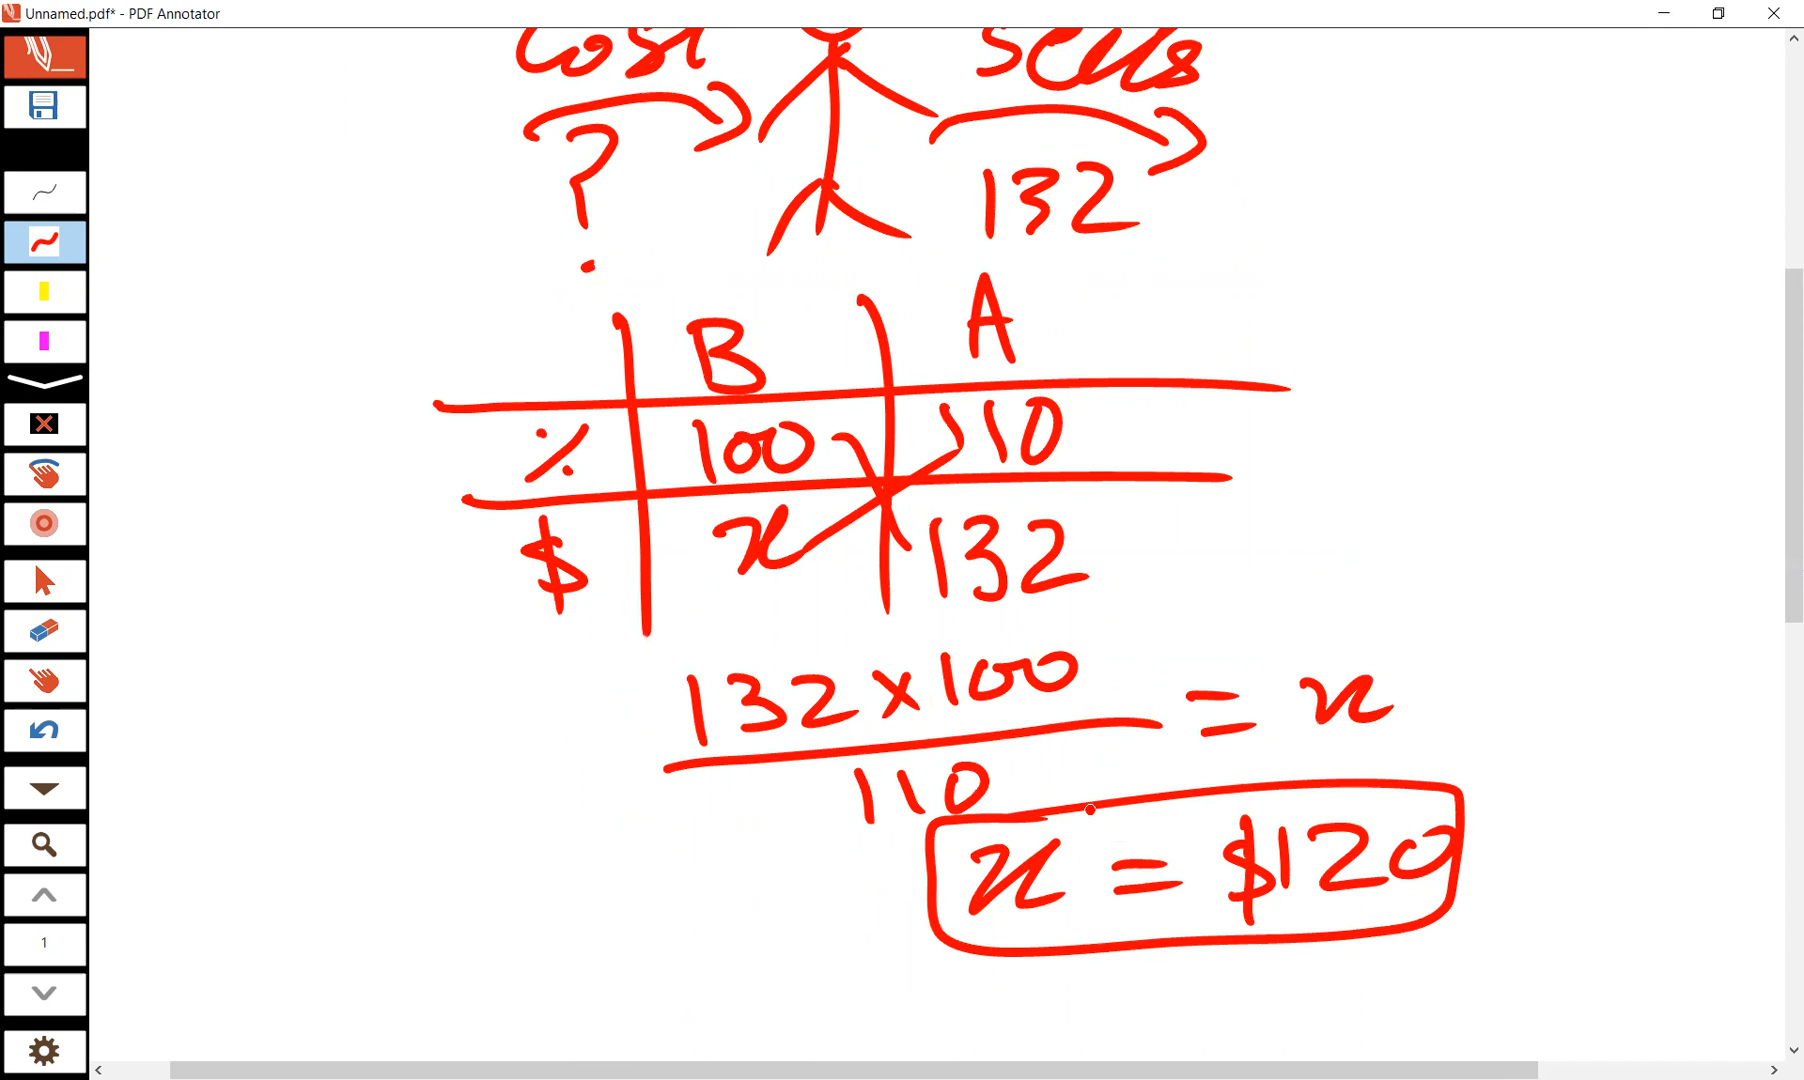 Unnamed.pdf* - PDF Annotator
cost sells
?
132
B A
% 100 110
$ x 132
132 × 100 = x
110
x = $120
1